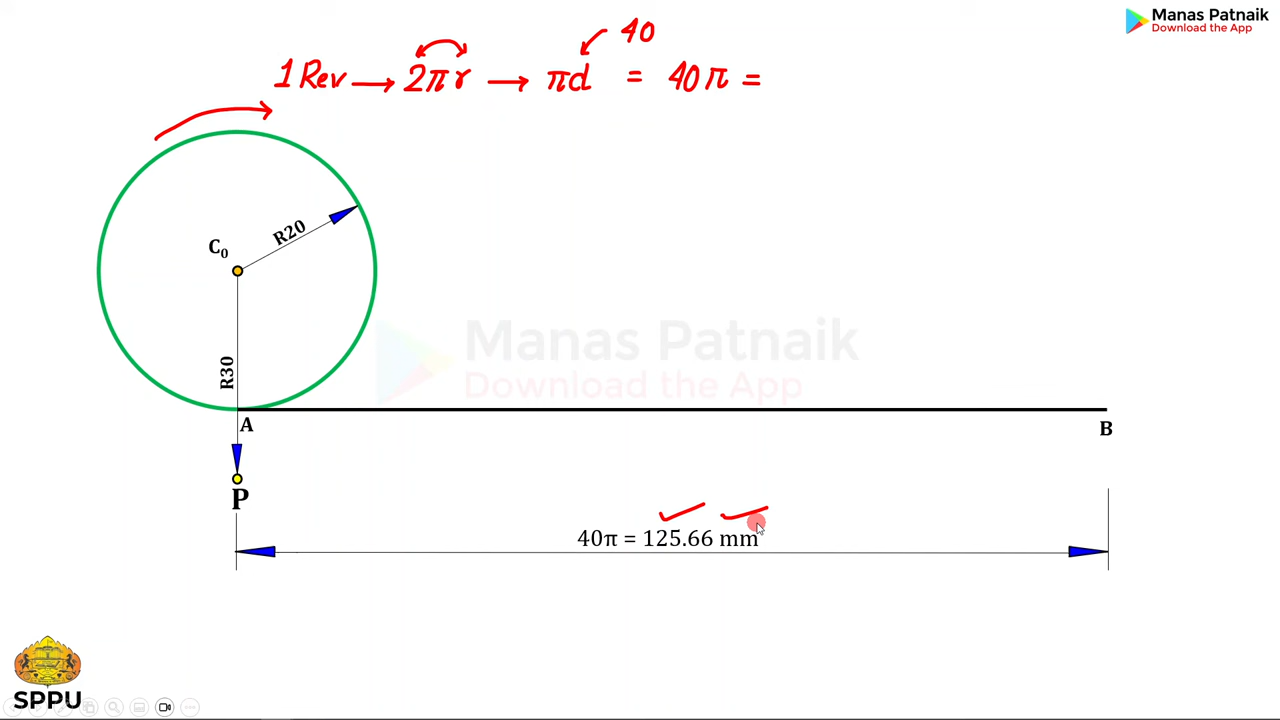 Manas Patnaik
Download the App
40
1 Rev → 2πr → πd = 40π =
C₀
R20
R30
A
B
P
Manas Patnaik
Download the App
40π = 125.66 mm
SPPU